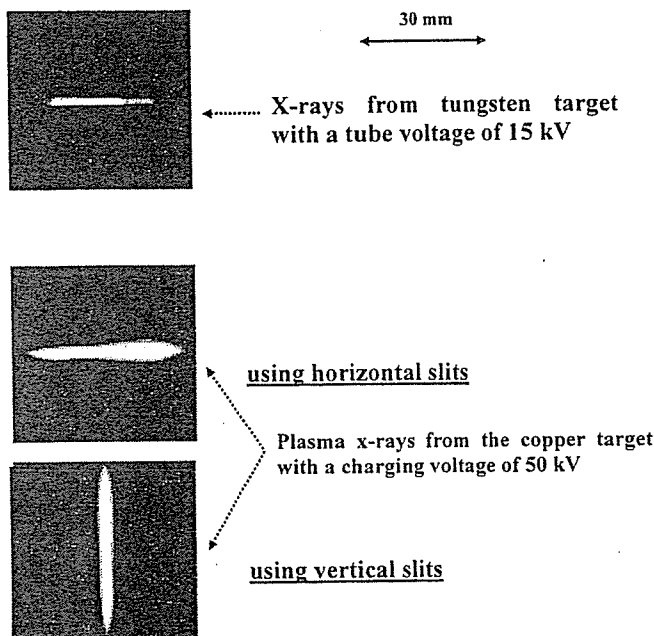 30 mm
X-rays from tungsten target
with a tube voltage of 15 kV
using horizontal slits
Plasma x-rays from the copper target
with a charging voltage of 50 kV
using vertical slits